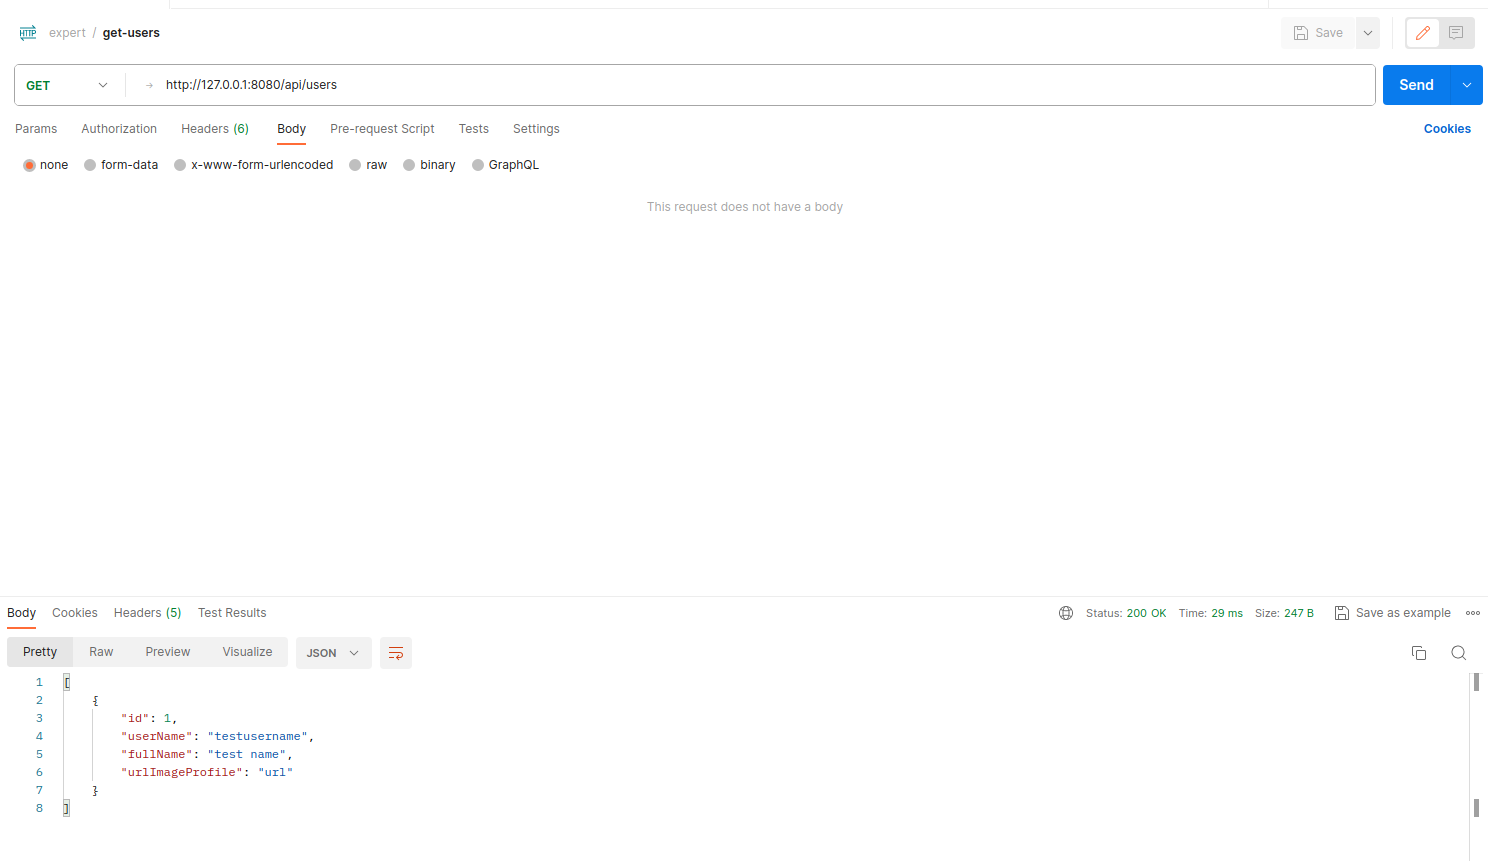 HTTP expert / get-users Save
GET http://127.0.0.1:8080/api/users Send
Params Authorization Headers (6) Body Pre-request Script Tests Settings Cookies
none form-data x-www-form-urlencoded raw binary GraphQL
This request does not have a body
Body Cookies Headers (5) Test Results Status: 200 OK Time: 29 ms Size: 247 B Save as example
Pretty Raw Preview Visualize JSON
1 [
2 {
3 "id": 1,
4 "userName": "testusername",
5 "fullName": "test name",
6 "urlImageProfile": "url"
7 }
8 ]